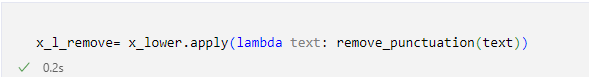 x_l_remove= x_lower.apply(lambda text: remove_punctuation(text))
0.2s